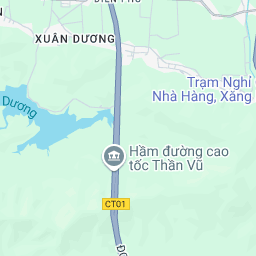 XUÂN DƯƠNG
Trạm Nghỉ
Nhà Hàng, Xăng
Dương
Hầm đường cao
tốc Thần Vũ
CT01